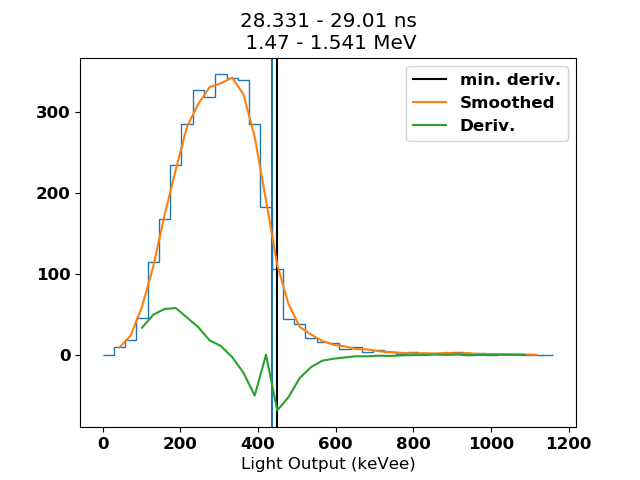 28.331 - 29.01 ns
1.47 - 1.541 MeV
min. deriv.
Smoothed
Deriv.
300
200
100
0
0 200 400 600 800 1000 1200
Light Output (keVee)